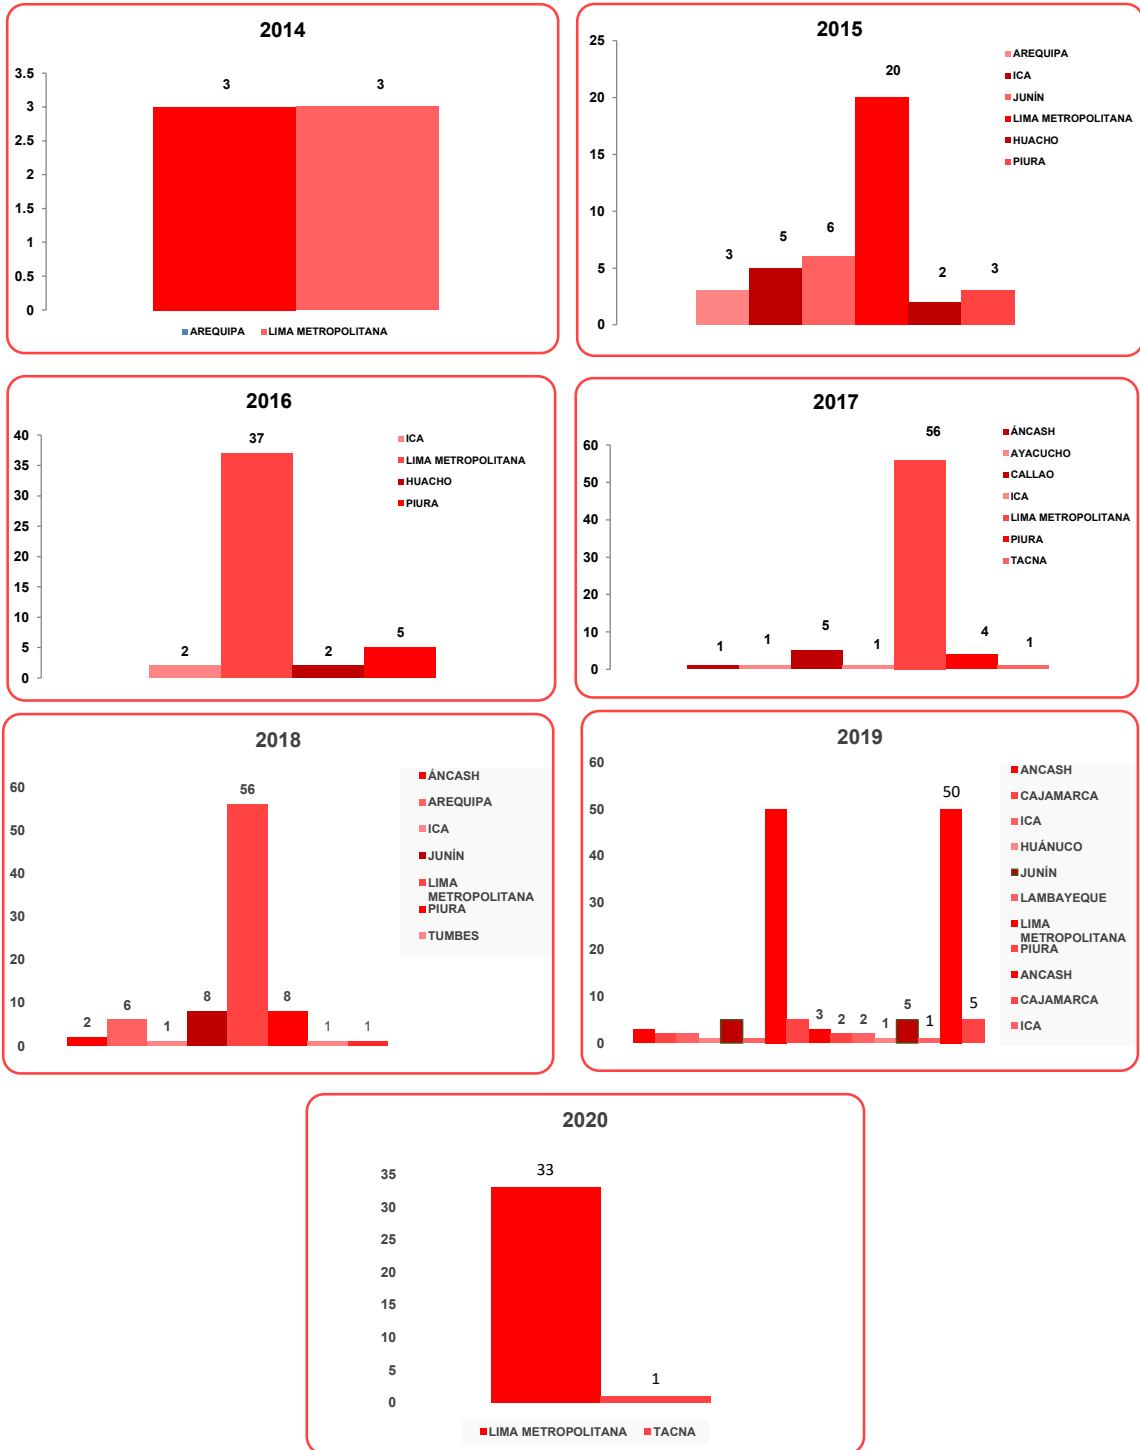 2014
3.5
3
2.5
2
1.5
1
0.5
0
3
3
AREQUIPA
LIMA METROPOLITANA
2015
25
20
15
10
5
0
3
5
6
20
2
3
AREQUIPA
ICA
JUNÍN
LIMA METROPOLITANA
HUACHO
PIURA
2016
40
35
30
25
20
15
10
5
0
2
37
2
5
ICA
LIMA METROPOLITANA
HUACHO
PIURA
2017
60
50
40
30
20
10
0
1
1
5
1
56
4
1
ÁNCASH
AYACUCHO
CALLAO
ICA
LIMA METROPOLITANA
PIURA
TACNA
2018
60
50
40
30
20
10
0
2
6
1
8
56
8
1
1
ÁNCASH
AREQUIPA
ICA
JUNÍN
LIMA
METROPOLITANA
PIURA
TUMBES
2019
60
50
40
30
20
10
0
3
2
2
1
5
1
50
5
ANCASH
CAJAMARCA
ICA
HUÁNUCO
JUNÍN
LAMBAYEQUE
LIMA
METROPOLITANA
PIURA
ANCASH
CAJAMARCA
ICA
2020
35
30
25
20
15
10
5
0
33
1
LIMA METROPOLITANA
TACNA